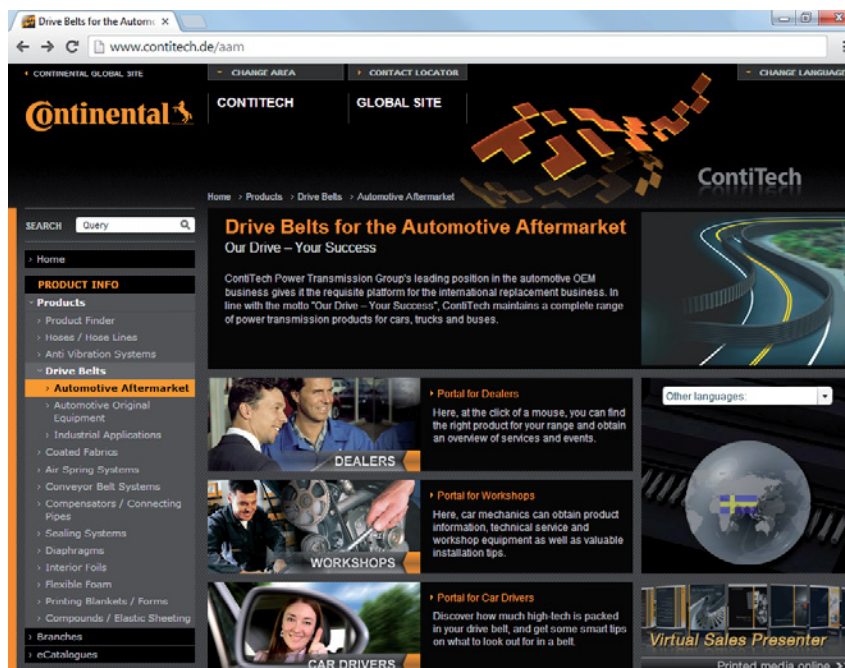 Drive Belts for the Autom
www.contitech.de/aam
CONTINENTAL GLOBAL SITE
CHANGE AREA
CONTACT LOCATOR
CHANGE LANGUAGE
Continental
CONTITECH
GLOBAL SITE
ContiTech
Home > Products > Drive Belts > Automotive Aftermarket
SEARCH Query
Home
PRODUCT INFO
Products
Product Finder
Hoses / Hose Lines
Anti Vibration Systems
Drive Belts
Automotive Aftermarket
Automotive Original
Equipment
Industrial Applications
Coated Fabrics
Air Spring Systems
Conveyor Belt Systems
Compensators / Connecting
Pipes
Sealing Systems
Diaphragms
Interior Foils
Flexible Foam
Printing Blankets / Forms
Compounds / Elastic Sheeting
Branches
eCatalogues
Drive Belts for the Automotive Aftermarket
Our Drive – Your Success
ContiTech Power Transmission Group's leading position in the automotive OEM
business gives it the requisite platform for the international replacement business. In
line with the motto "Our Drive – Your Success", ContiTech maintains a complete range
of power transmission products for cars, trucks and buses.
DEALERS
Portal for Dealers
Here, at the click of a mouse, you can find
the right product for your range and obtain
an overview of services and events.
WORKSHOPS
Portal for Workshops
Here, car mechanics can obtain product
information, technical service and
workshop equipment as well as valuable
installation tips.
CAR DRIVERS
Portal for Car Drivers
Discover how much high-tech is packed
in your drive belt, and get some smart tips
on what to look out for in a belt.
Other languages:
Virtual Sales Presenter
Printed media online